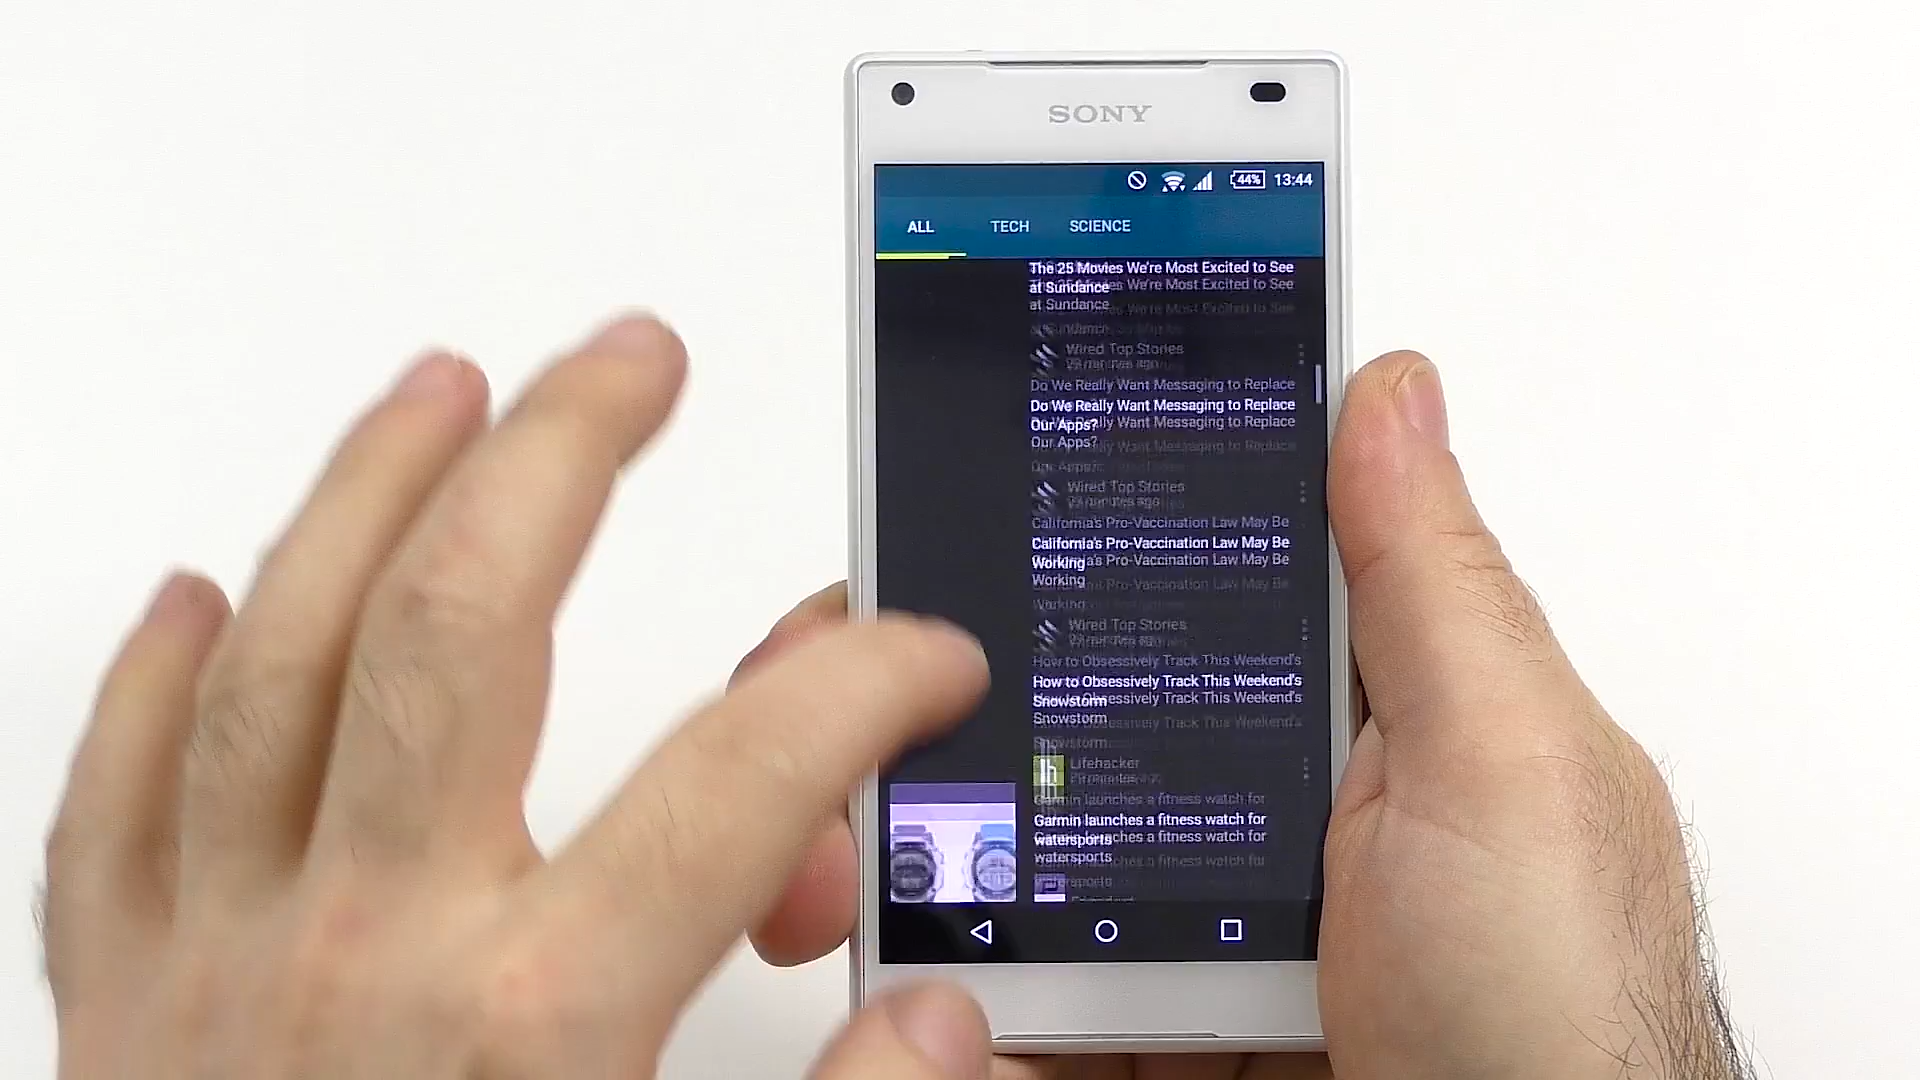 SONY
44% 13:44
ALL TECH SCIENCE
The 25 Movies We're Most Excited to See
at Sundance
Wired Top Stories
Do We Really Want Messaging to Replace
Our Apps?
Wired Top Stories
California's Pro-Vaccination Law May Be
Working
Wired Top Stories
How to Obsessively Track This Weekend's
Snowstorm
Lifehacker
Garmin launches a fitness watch for
watersports